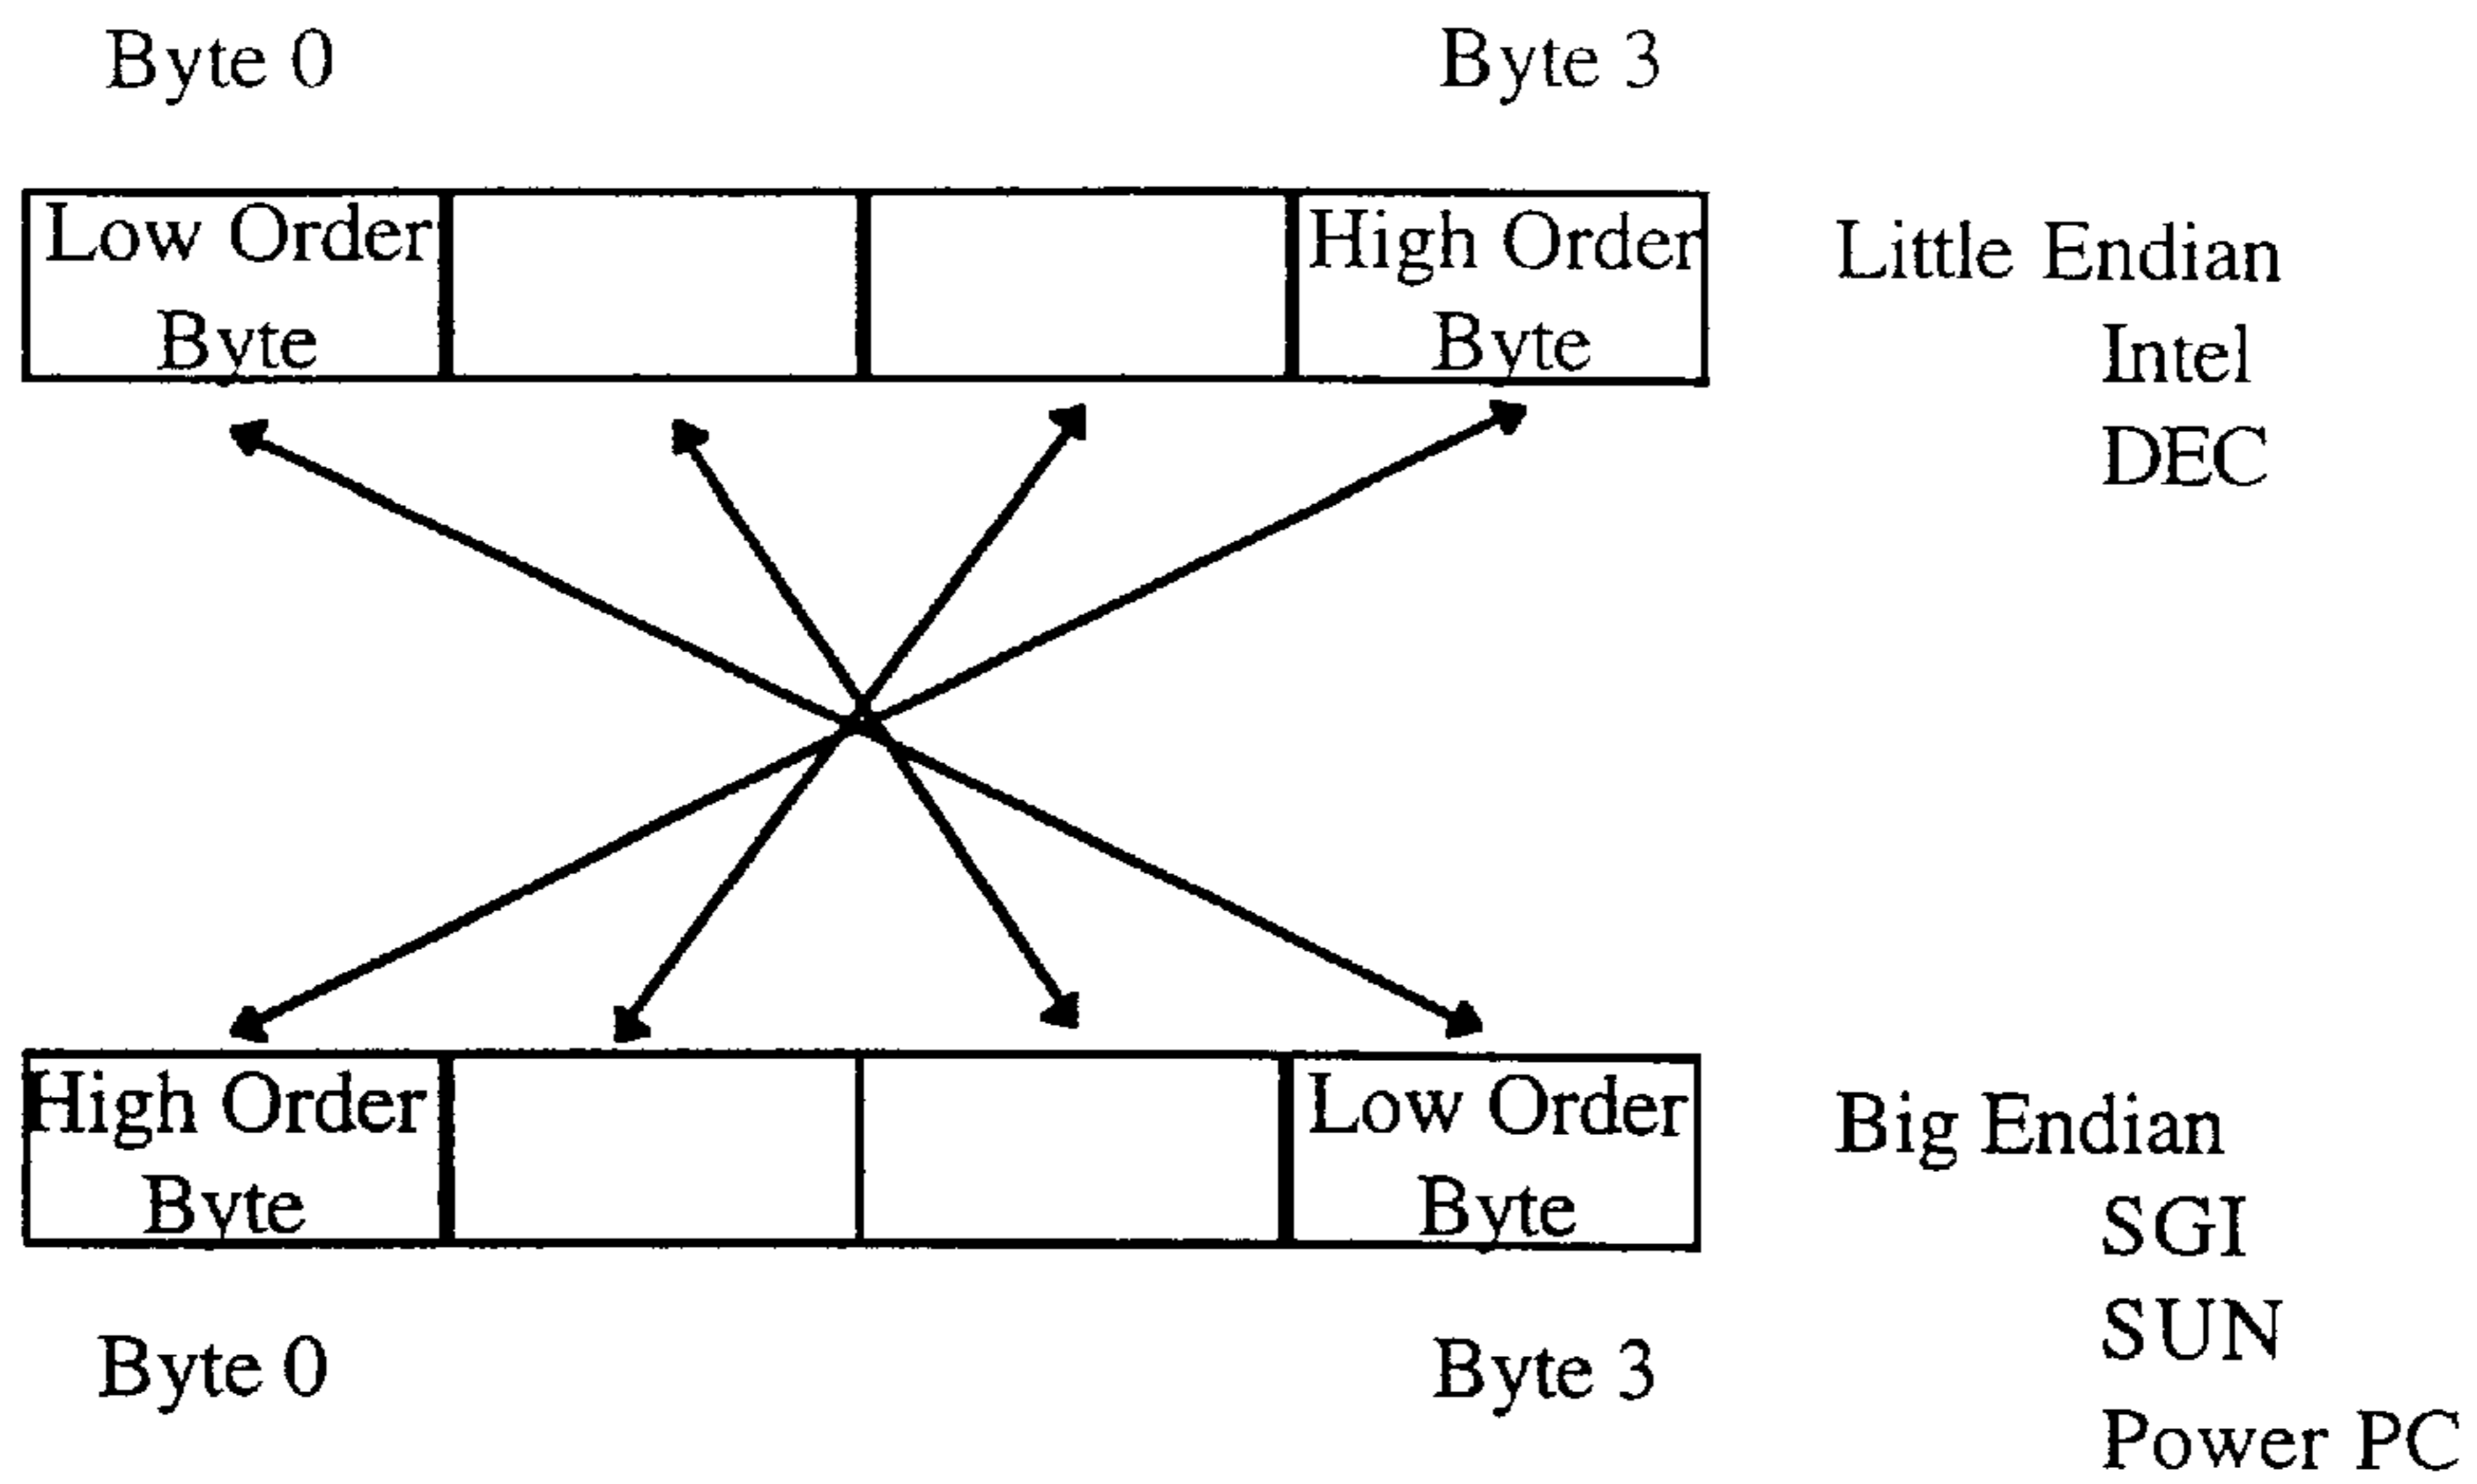 Byte 0
Byte 3
Low Order
Byte
High Order
Byte
Little Endian
Intel
DEC
High Order
Byte
Low Order
Byte
Big Endian
SGI
SUN
Power PC
Byte 0
Byte 3